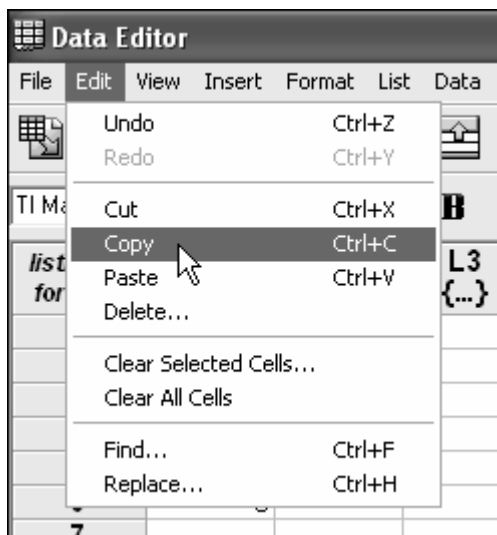 Data Editor
File Edit View Insert Format List Data
Undo Ctrl+Z
Redo Ctrl+Y
TI Ma
B
Cut Ctrl+X
Copy Ctrl+C
list L3
Paste Ctrl+V
for {...}
Delete...
Clear Selected Cells...
Clear All Cells
Find... Ctrl+F
Replace... Ctrl+H
7